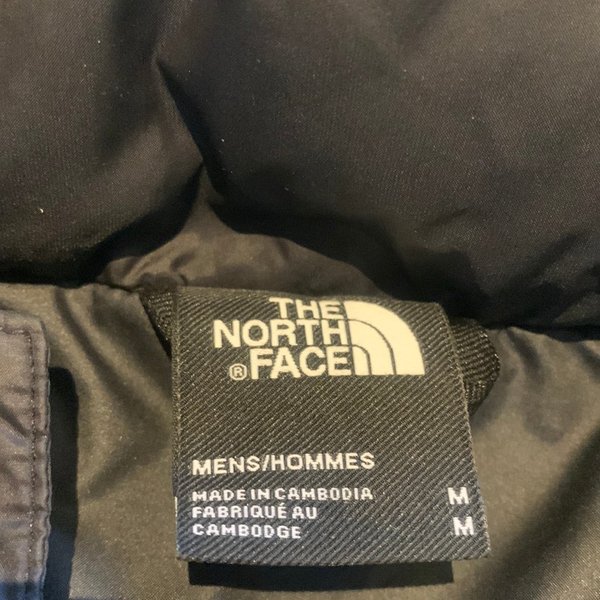 THE
NORTH
®FACE
MENS/HOMMES
MADE IN CAMBODIA M
FABRIQUÉ AU
CAMBODGE M